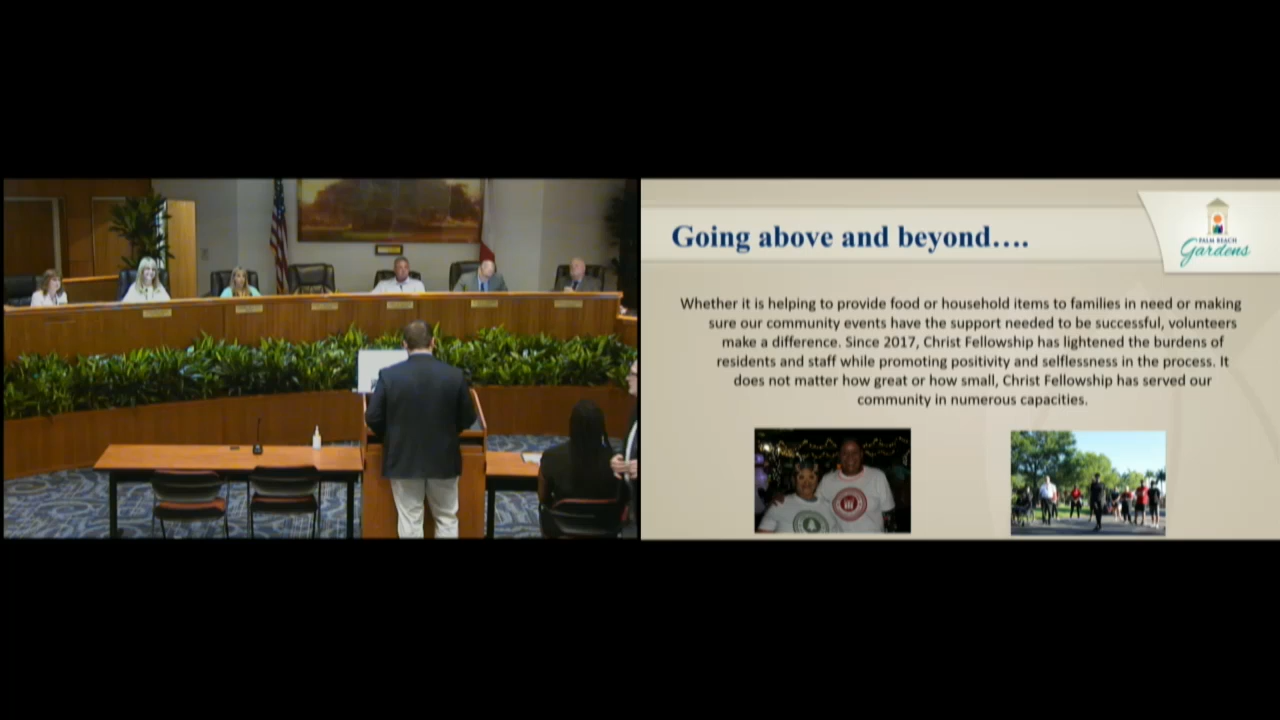 Going above and beyond….
PALM BEACH
Gardens
Whether it is helping to provide food or household items to families in need or making
sure our community events have the support needed to be successful, volunteers
make a difference. Since 2017, Christ Fellowship has lightened the burdens of
residents and staff while promoting positivity and selflessness in the process. It
does not matter how great or how small, Christ Fellowship has served our
community in numerous capacities.